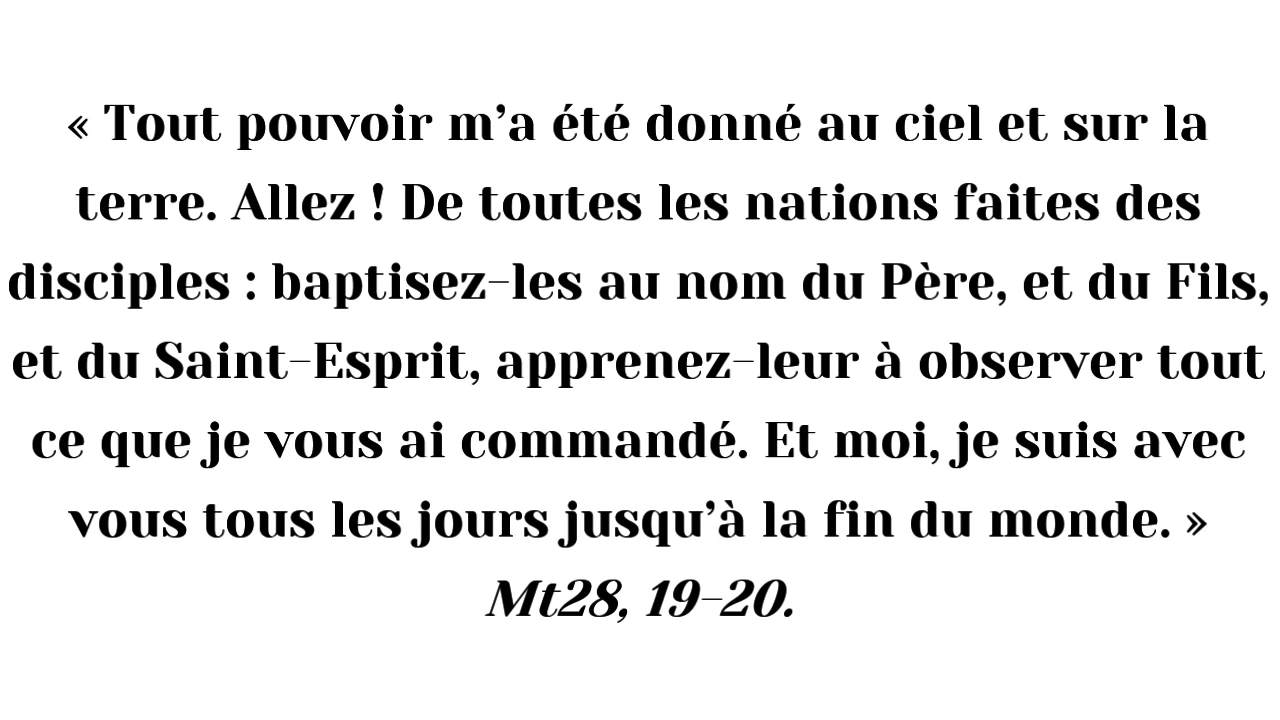 « Tout pouvoir m’a été donné au ciel et sur la
terre. Allez ! De toutes les nations faites des
disciples : baptisez-les au nom du Père, et du Fils,
et du Saint-Esprit, apprenez-leur à observer tout
ce que je vous ai commandé. Et moi, je suis avec
vous tous les jours jusqu’à la fin du monde. »
Mt28, 19-20.